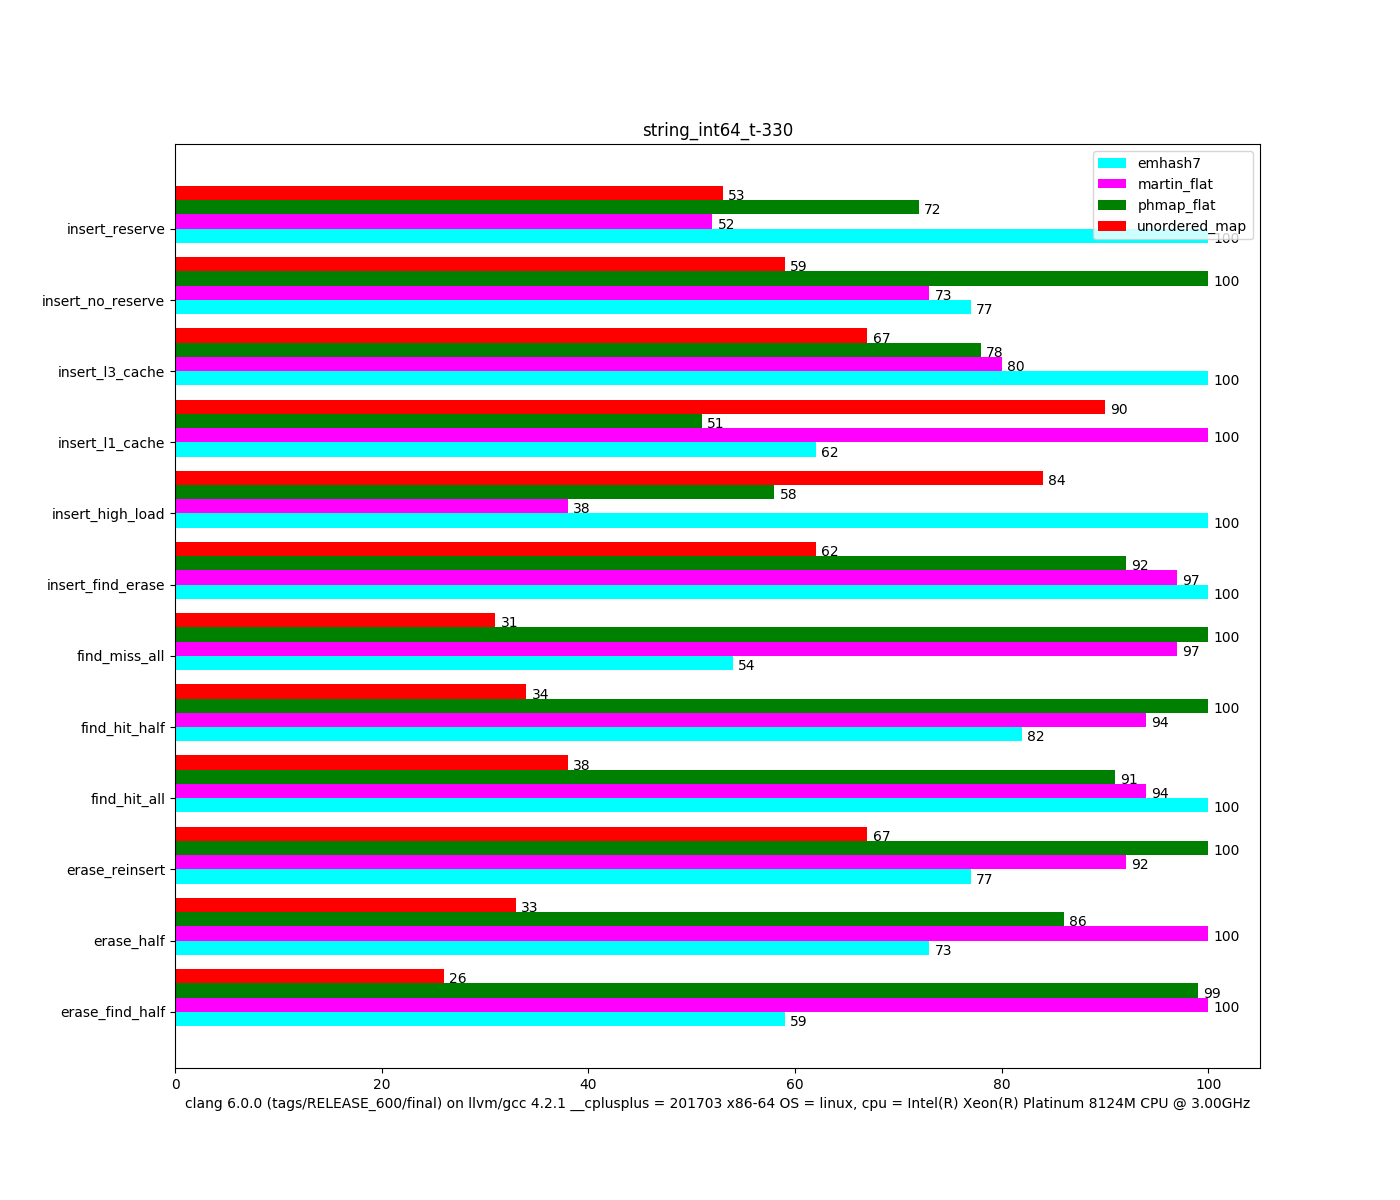 string_int64_t-330
emhash7
martin_flat
phmap_flat
unordered_map
53
72
insert_reserve
52
100
59
100
insert_no_reserve
73
77
67
78
insert_l3_cache
80
100
90
51
insert_l1_cache
100
62
84
58
insert_high_load
38
100
62
92
insert_find_erase
97
100
31
100
find_miss_all
97
54
34
100
find_hit_half
94
82
38
91
find_hit_all
94
100
67
100
erase_reinsert
92
77
33
86
erase_half
100
73
26
99
erase_find_half
100
59
0 20 40 60 80 100
clang 6.0.0 (tags/RELEASE_600/final) on llvm/gcc 4.2.1 __cplusplus = 201703 x86-64 OS = linux, cpu = Intel(R) Xeon(R) Platinum 8124M CPU @ 3.00GHz